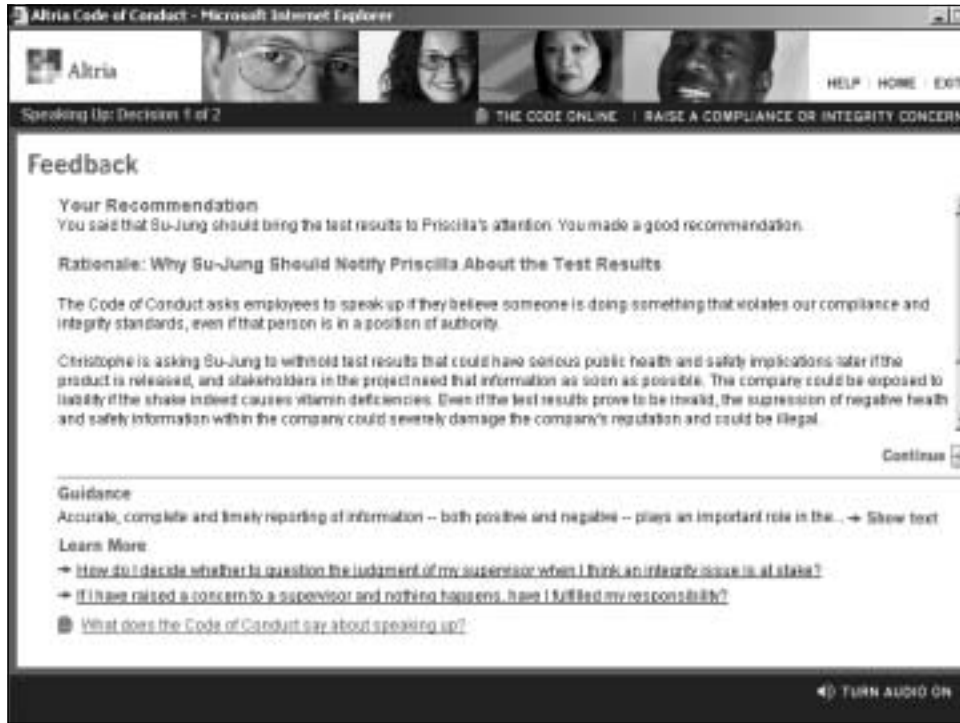 Altria Code of Conduct - Microsoft Internet Explorer
Altria
HELP | HOME | EXIT
Speaking Up: Decision 1 of 2
THE CODE ONLINE | RAISE A COMPLIANCE OR INTEGRITY CONCERN
Feedback
Your Recommendation
You said that Su-Jung should bring the test results to Priscilla's attention. You made a good recommendation.
Rationale: Why Su-Jung Should Notify Priscilla About the Test Results
The Code of Conduct asks employees to speak up if they believe someone is doing something that violates our compliance and
integrity standards, even if that person is in a position of authority.
Christophe is asking Su-Jung to withhold test results that could have serious public health and safety implications later if the
product is released, and stakeholders in the project need that information as soon as possible. The company could be exposed to
liability if the shake indeed causes vitamin deficiencies. Even if the test results prove to be invalid, the supression of negative health
and safety information within the company could severely damage the company's reputation and could be illegal.
Continue
Guidance
Accurate, complete and timely reporting of information -- both positive and negative -- plays an important role in the... → Show text
Learn More
→ How do I decide whether to question the judgment of my supervisor when I think an integrity issue is at stake?
→ If I have raised a concern to a supervisor and nothing happens, have I fulfilled my responsibility?
What does the Code of Conduct say about speaking up?
TURN AUDIO ON